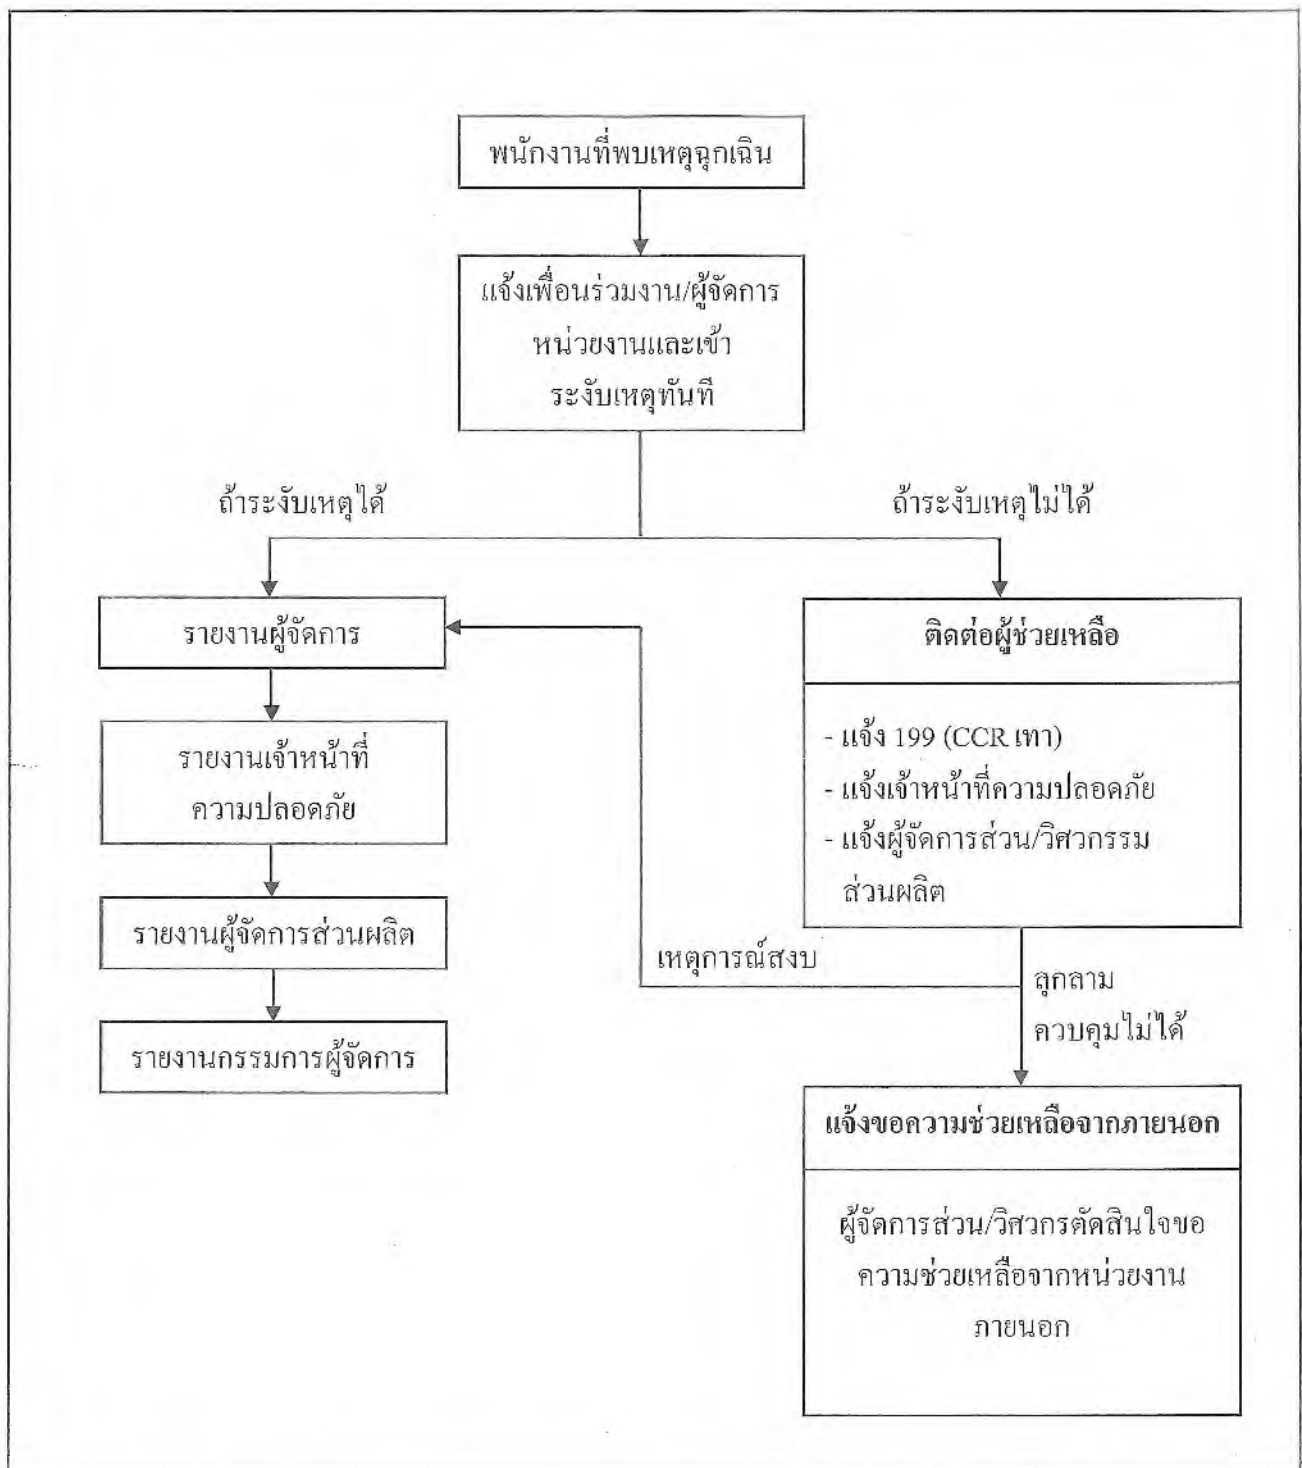 พนักงานที่พบเหตุฉุกเฉิน
แจ้งเพื่อนร่วมงาน/ผู้จัดการ
หน่วยงานและเข้า
ระงับเหตุทันที
ถ้าระงับเหตุได้
ถ้าระงับเหตุไม่ได้
รายงานผู้จัดการ
รายงานเจ้าหน้าที่
ความปลอดภัย
รายงานผู้จัดการส่วนผลิต
รายงานกรรมการผู้จัดการ
ติดต่อผู้ช่วยเหลือ
- แจ้ง 199 (CCR เทา)
- แจ้งเจ้าหน้าที่ความปลอดภัย
- แจ้งผู้จัดการส่วน/วิศวกรรม
ส่วนผลิต
เหตุการณ์สงบ
ลุกลาม
ควบคุมไม่ได้
แจ้งขอความช่วยเหลือจากภายนอก
ผู้จัดการส่วน/วิศวกรตัดสินใจขอ
ความช่วยเหลือจากหน่วยงาน
ภายนอก